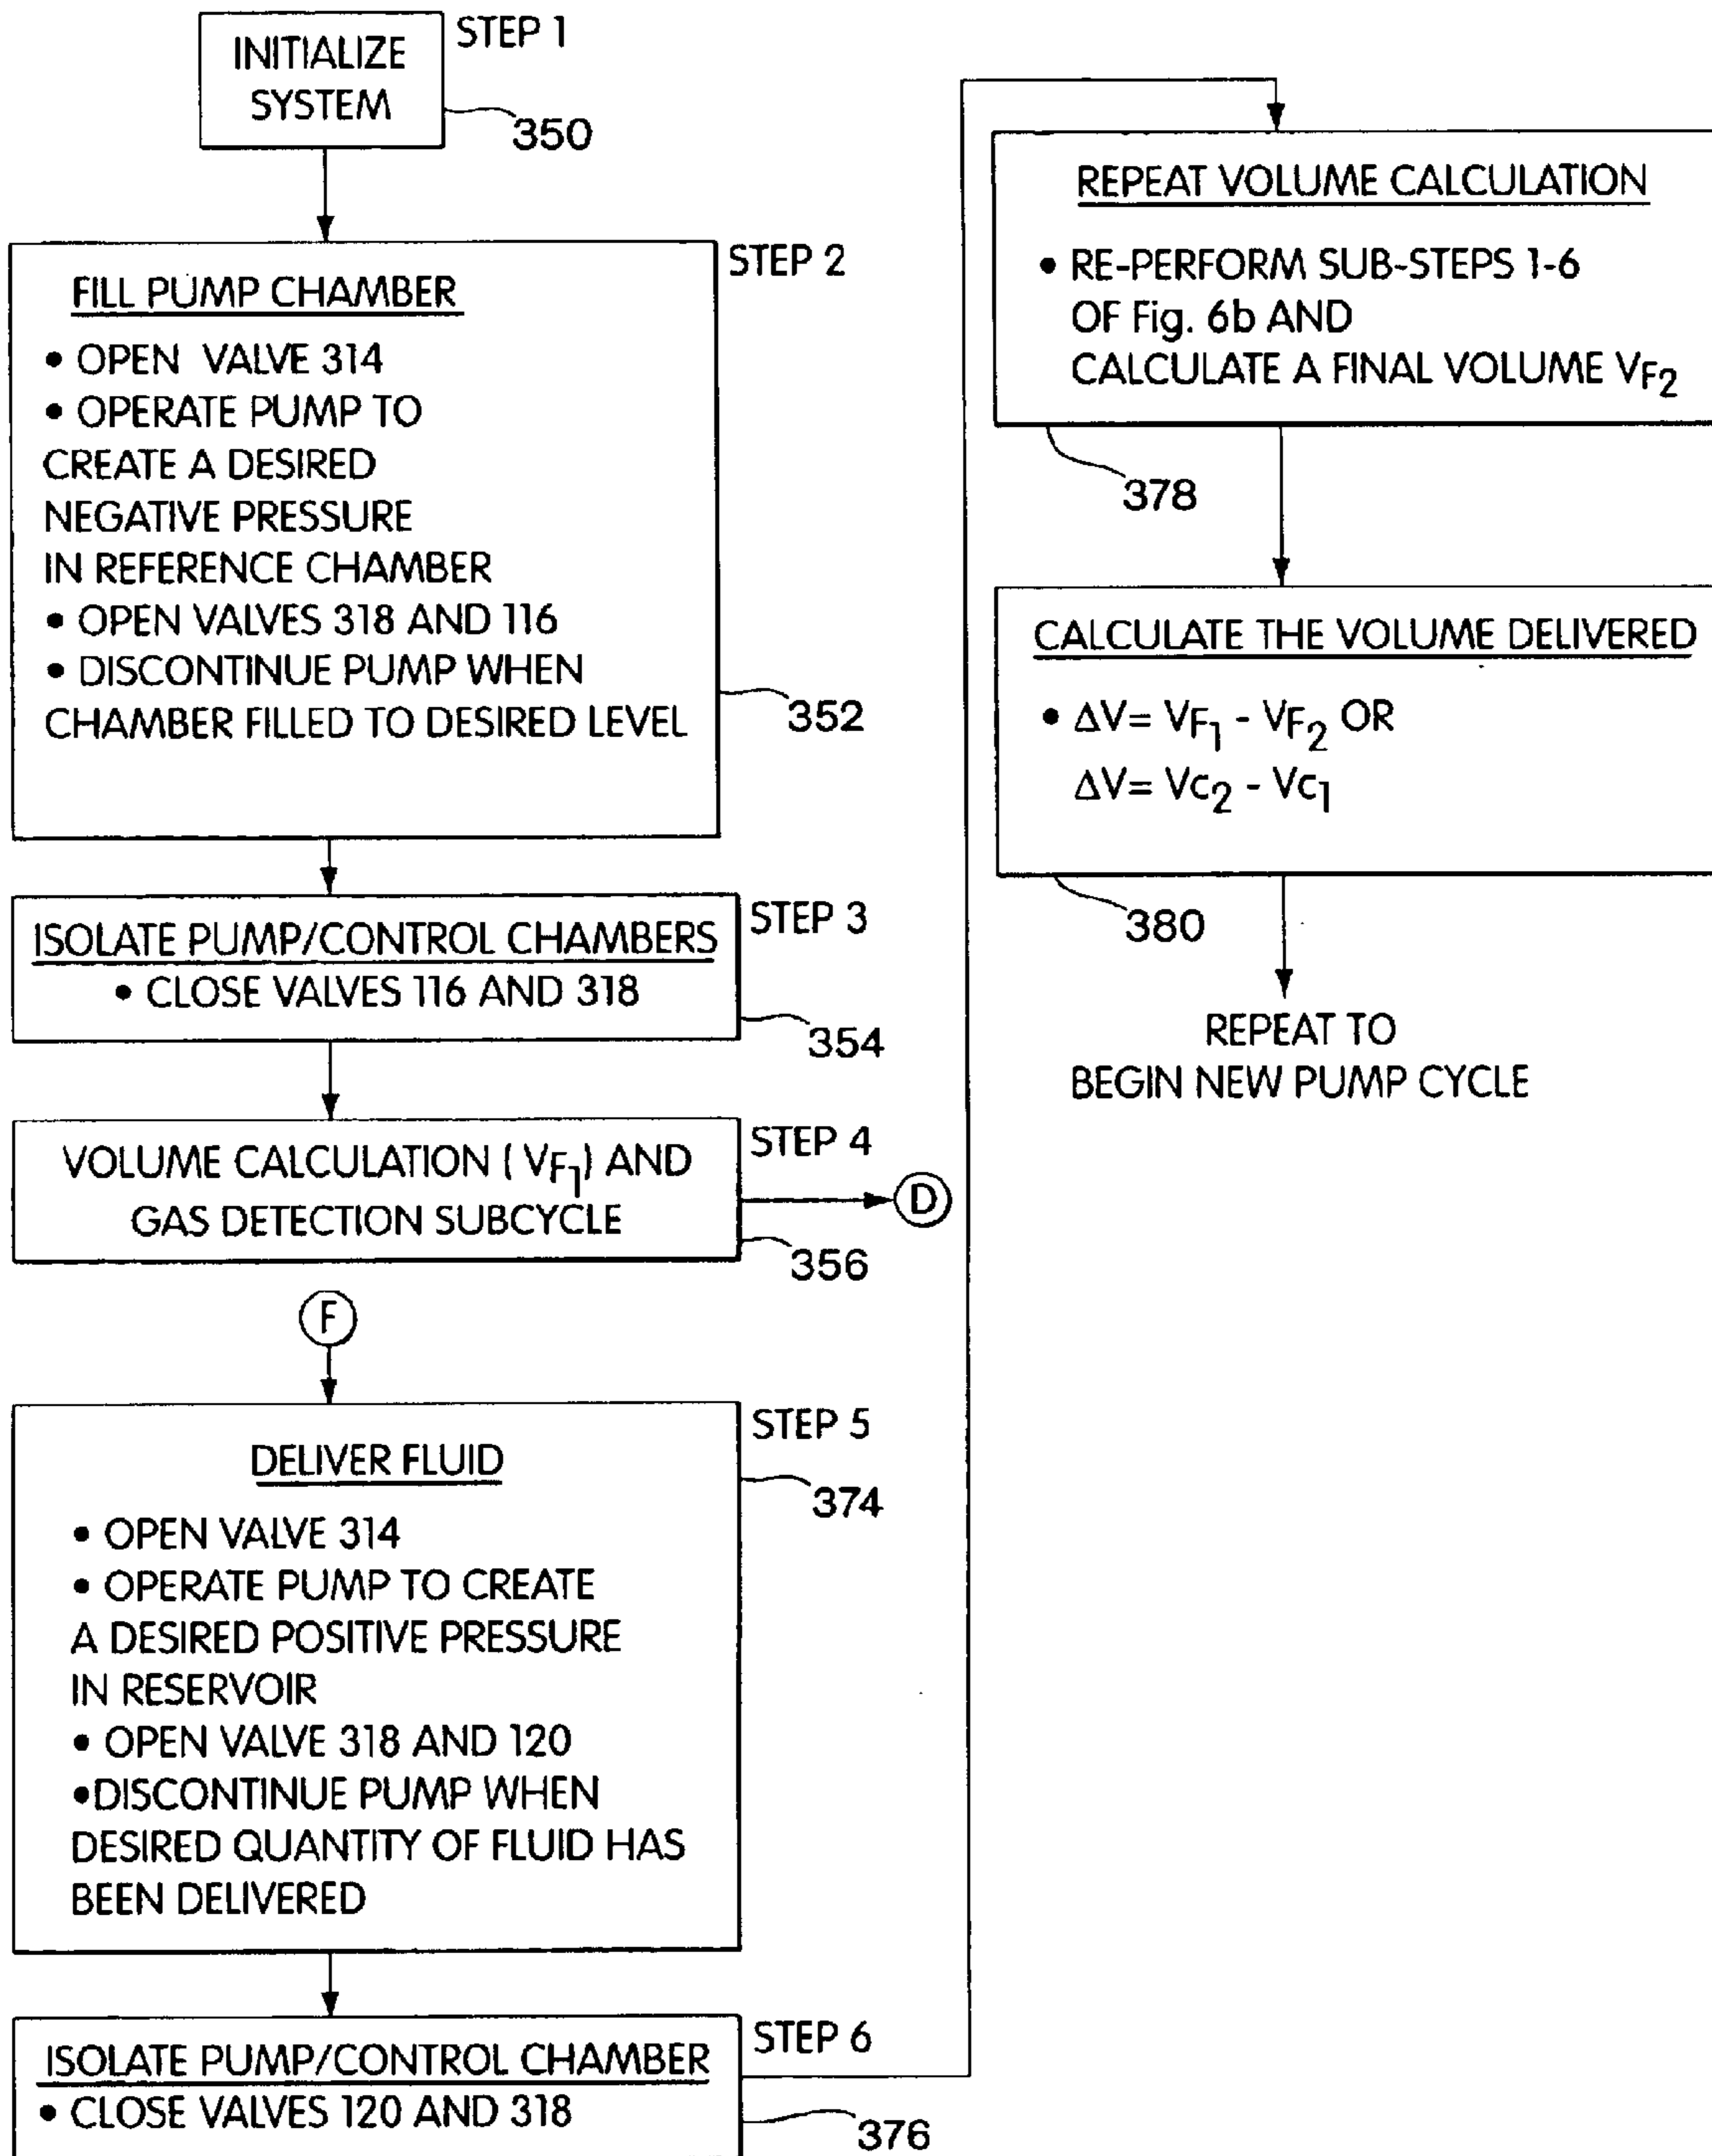 INITIALIZE
SYSTEM
STEP 1
350
STEP 2
FILL PUMP CHAMBER
• OPEN VALVE 314
• OPERATE PUMP TO
CREATE A DESIRED
NEGATIVE PRESSURE
IN REFERENCE CHAMBER
• OPEN VALVES 318 AND 116
• DISCONTINUE PUMP WHEN
CHAMBER FILLED TO DESIRED LEVEL
352
STEP 3
ISOLATE PUMP/CONTROL CHAMBERS
• CLOSE VALVES 116 AND 318
354
STEP 4
VOLUME CALCULATION ( VF1) AND
GAS DETECTION SUBCYCLE
D
356
F
STEP 5
DELIVER FLUID
374
• OPEN VALVE 314
• OPERATE PUMP TO CREATE
A DESIRED POSITIVE PRESSURE
IN RESERVOIR
• OPEN VALVE 318 AND 120
•DISCONTINUE PUMP WHEN
DESIRED QUANTITY OF FLUID HAS
BEEN DELIVERED
STEP 6
ISOLATE PUMP/CONTROL CHAMBER
• CLOSE VALVES 120 AND 318
376
REPEAT VOLUME CALCULATION
• RE-PERFORM SUB-STEPS 1-6
OF Fig. 6b AND
CALCULATE A FINAL VOLUME VF2
378
CALCULATE THE VOLUME DELIVERED
• ΔV= VF1 - VF2 OR
ΔV= VC2 - VC1
380
REPEAT TO
BEGIN NEW PUMP CYCLE